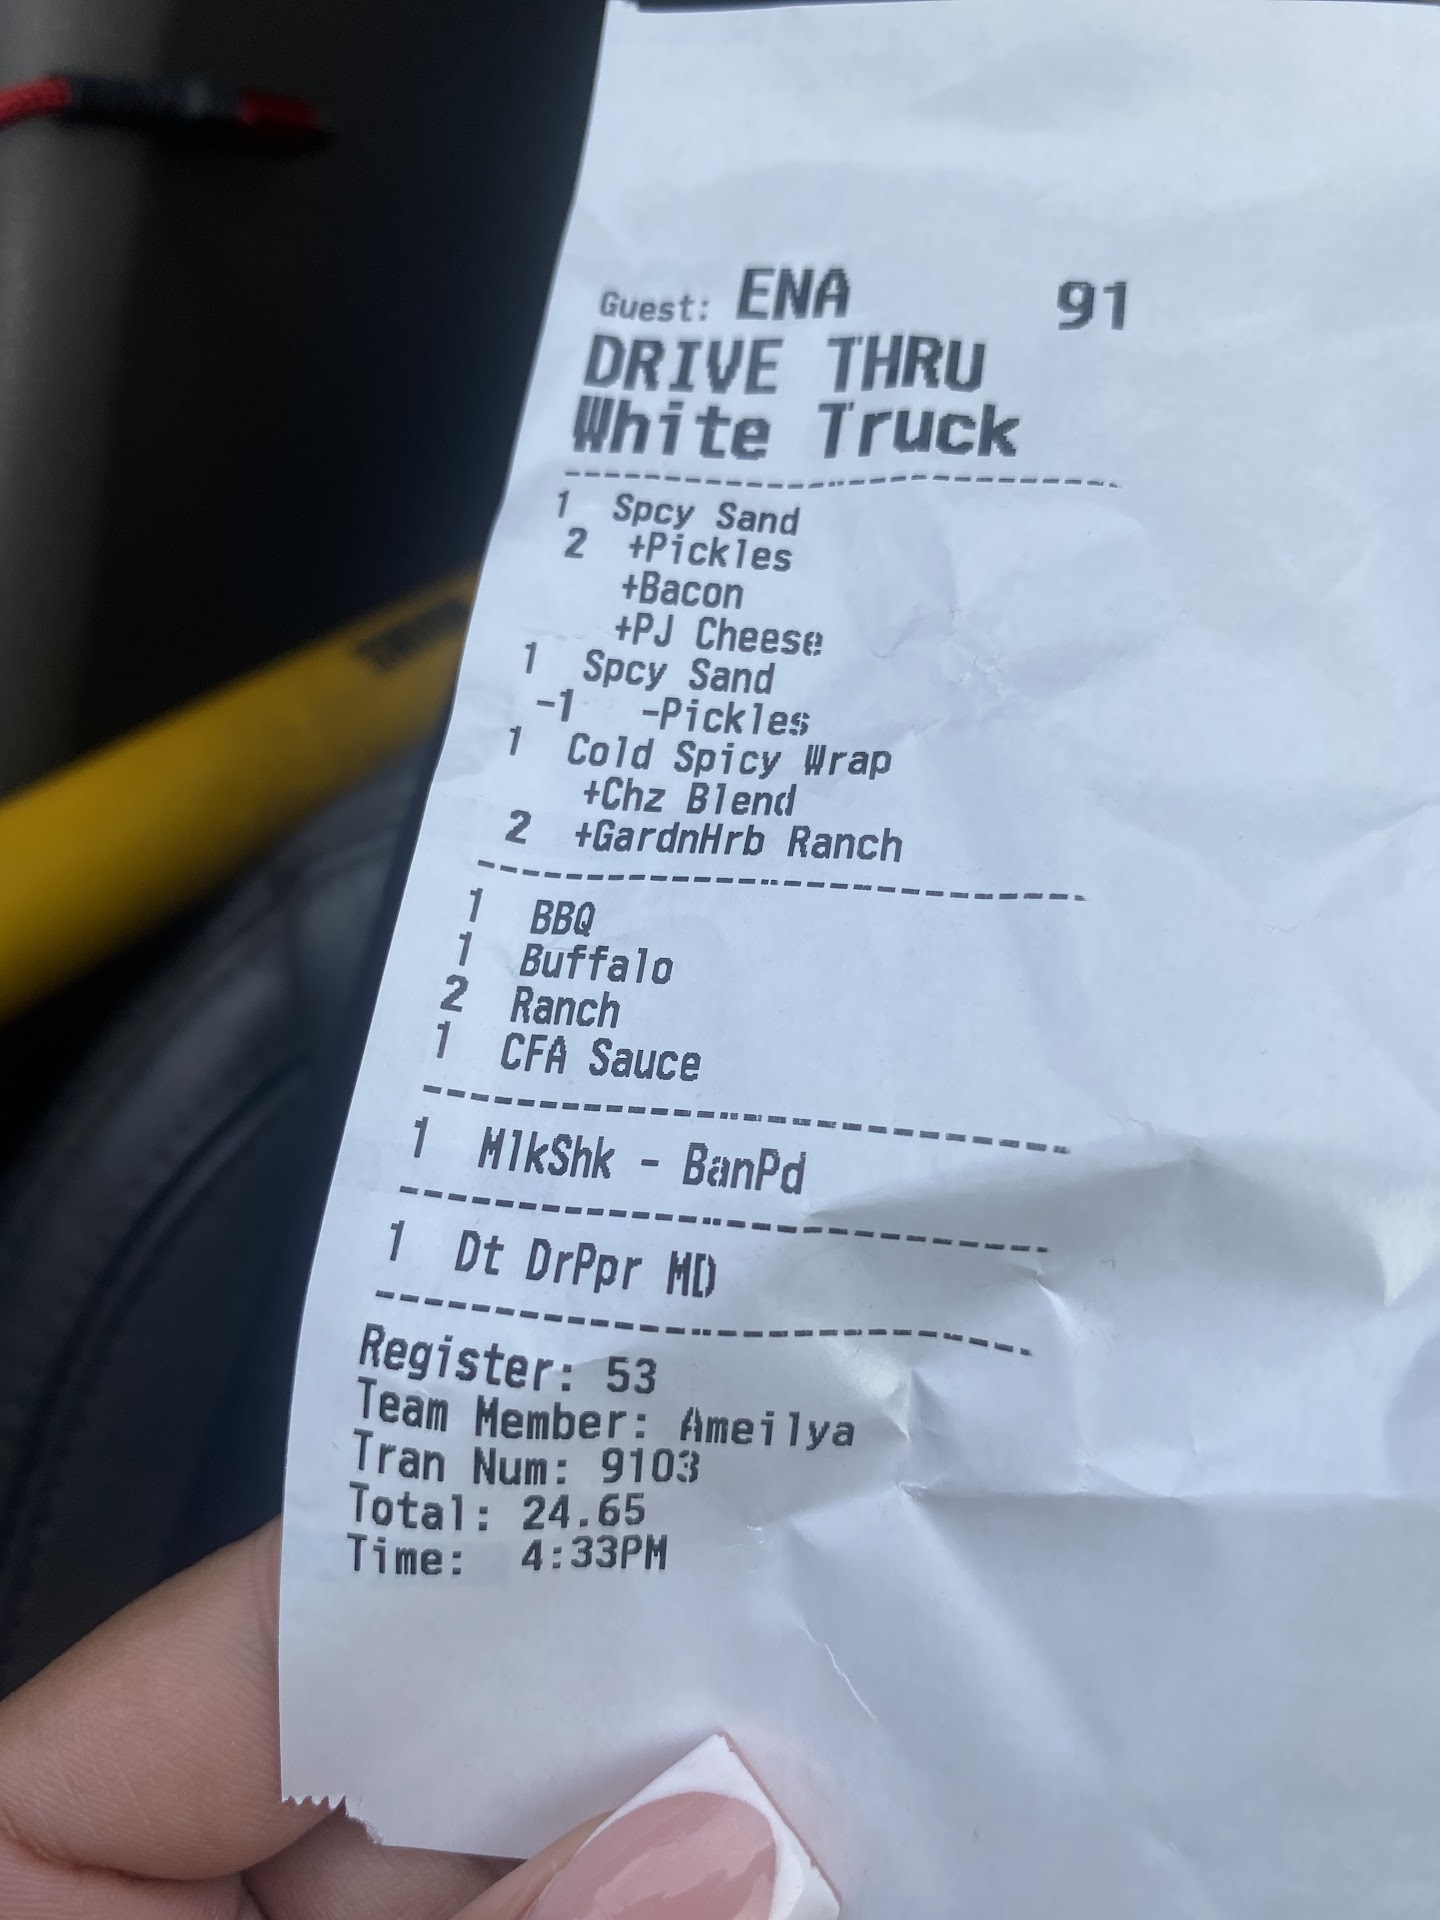 Guest: ENA 91
DRIVE THRU
White Truck
1 Spcy Sand
2 +Pickles
+Bacon
+PJ Cheese
1 Spcy Sand
-1 -Pickles
1 Cold Spicy Wrap
+Chz Blend
2 +GardnHrb Ranch
1 BBQ
1 Buffalo
2 Ranch
1 CFA Sauce
1 MlkShk - BanPd
1 Dt DrPpr MD
Register: 53
Team Member: Ameilya
Tran Num: 9103
Total: 24.65
Time: 4:33PM